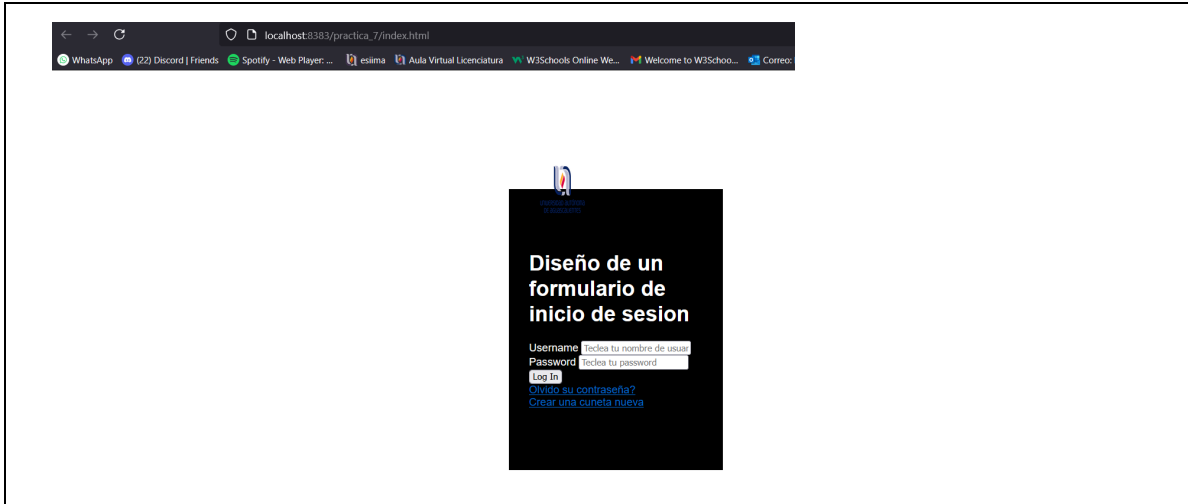 localhost:8383/practica_7/index.html
WhatsApp (22) Discord | Friends Spotify - Web Player: ... esiima Aula Virtual Licenciatura W3Schools Online We... Welcome to W3Schoo... Correo:
Diseño de un
formulario de
inicio de sesion
Username Teclea tu nombre de usuar
Password Teclea tu password
Log In
Olvido su contraseña?
Crear una cuneta nueva